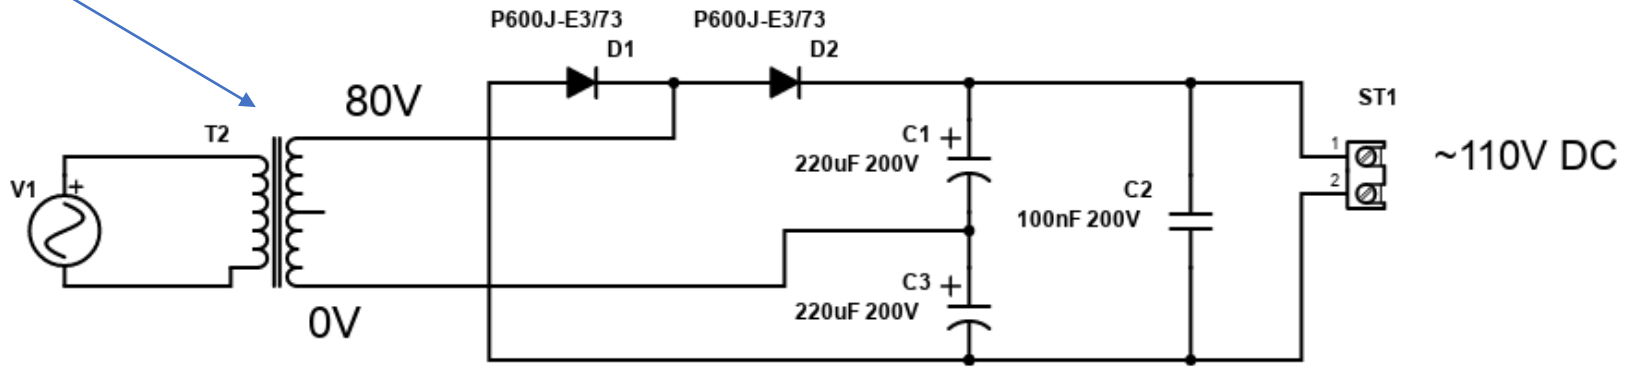 P600J-E3/73
P600J-E3/73
D1
D2
80V
ST1
T2
C1 +
220uF 200V
1
~110V DC
V1
+
2
C2
100nF 200V
C3 +
220uF 200V
0V